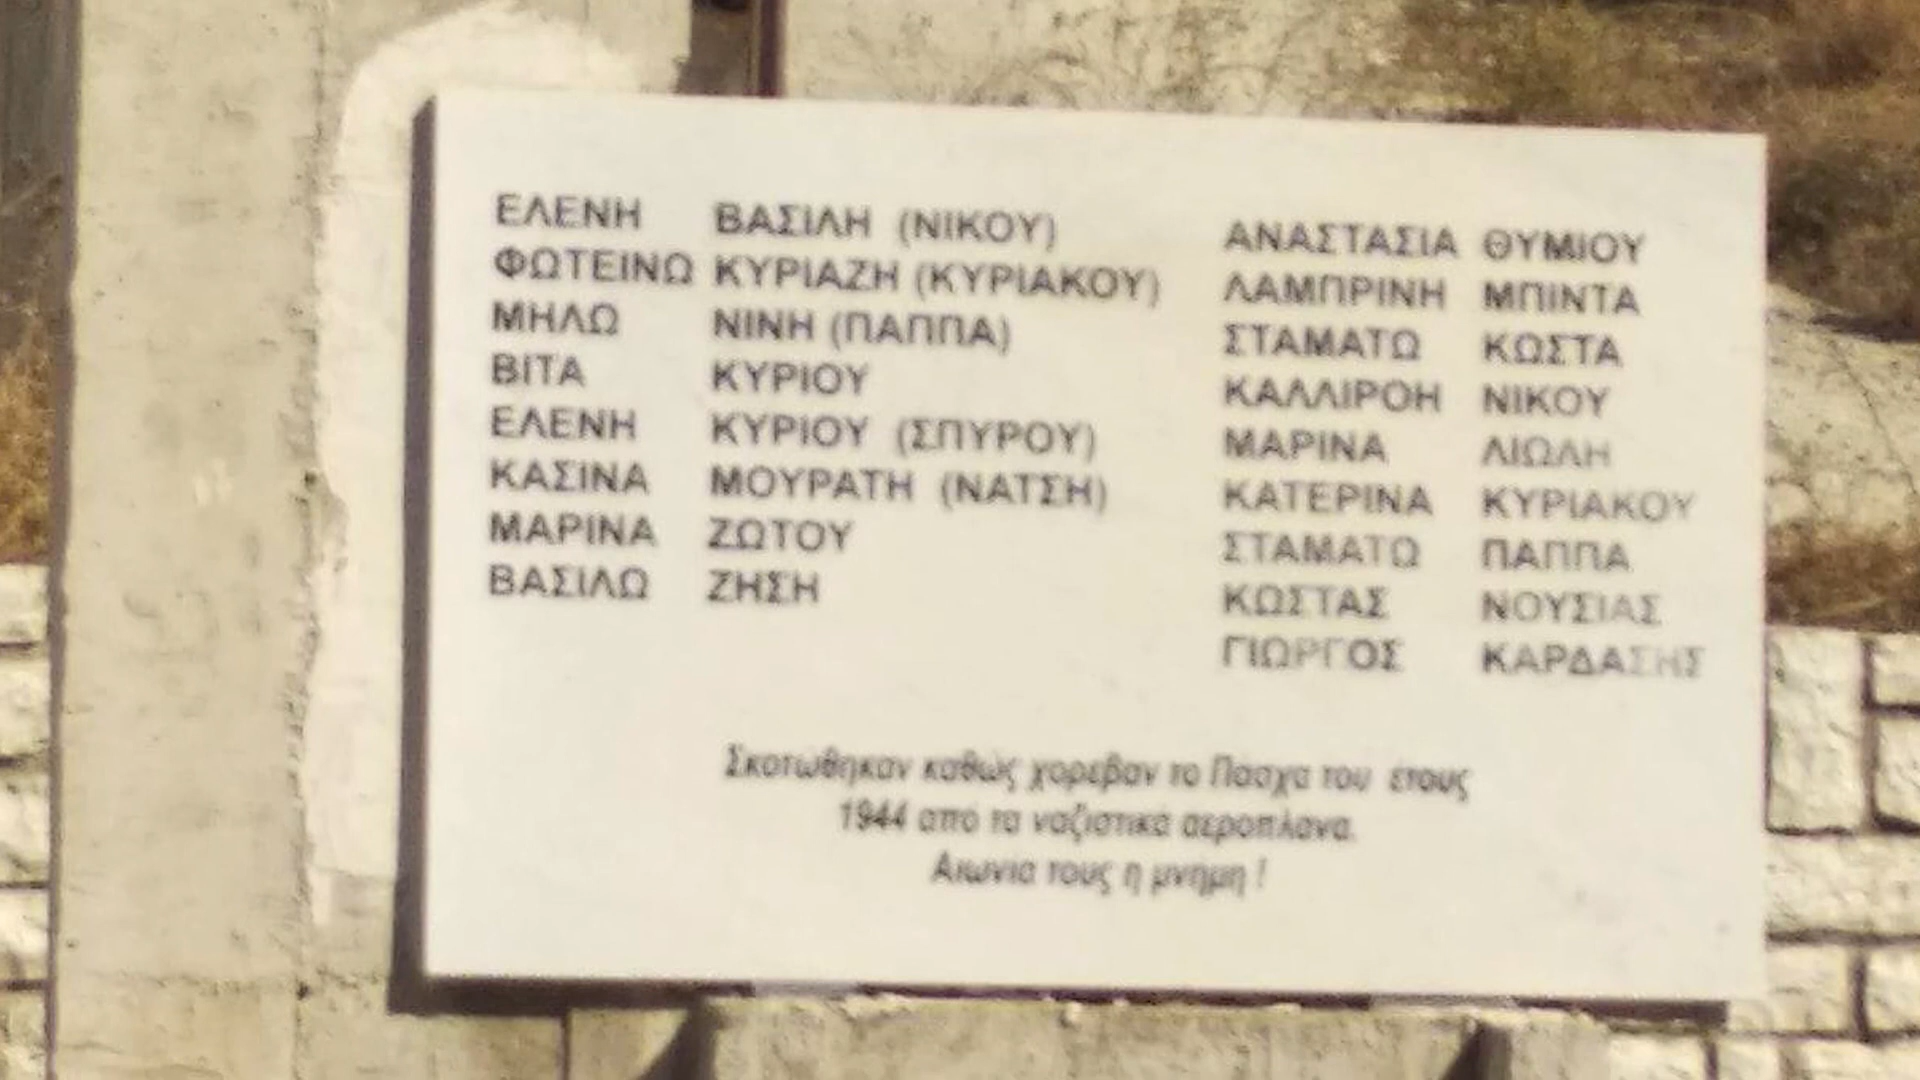 ΕΛΕΝΗ ΒΑΣΙΛΗ (ΝΙΚΟΥ)
ΦΩΤΕΙΝΩ ΚΥΡΙΑΖΗ (ΚΥΡΙΑΚΟΥ)
ΜΗΛΩ ΝΙΝΗ (ΠΑΠΠΑ)
ΒΙΤΑ ΚΥΡΙΟΥ
ΕΛΕΝΗ ΚΥΡΙΟΥ (ΣΠΥΡΟΥ)
ΚΑΣΙΝΑ ΜΟΥΡΑΤΗ (ΝΑΤΣΗ)
ΜΑΡΙΝΑ ΖΩΤΟΥ
ΒΑΣΙΛΩ ΖΗΣΗ
ΑΝΑΣΤΑΣΙΑ ΘΥΜΙΟΥ
ΛΑΜΠΡΙΝΗ ΜΠΙΝΤΑ
ΣΤΑΜΑΤΩ ΚΩΣΤΑ
ΚΑΛΛΙΡΟΗ ΝΙΚΟΥ
ΜΑΡΙΝΑ ΛΙΩΛΗ
ΚΑΤΕΡΙΝΑ ΚΥΡΙΑΚΟΥ
ΣΤΑΜΑΤΩ ΠΑΠΠΑ
ΚΩΣΤΑΣ ΝΟΥΣΙΑΣ
ΓΙΩΡΓΟΣ ΚΑΡΔΑΣΗΣ
Σκοτώθηκαν καθώς χορεβαν το Πάσχα του έτους
1944 από τα ναζιστικά αεροπλάνα.
Αιωνία τους η μνήμη !